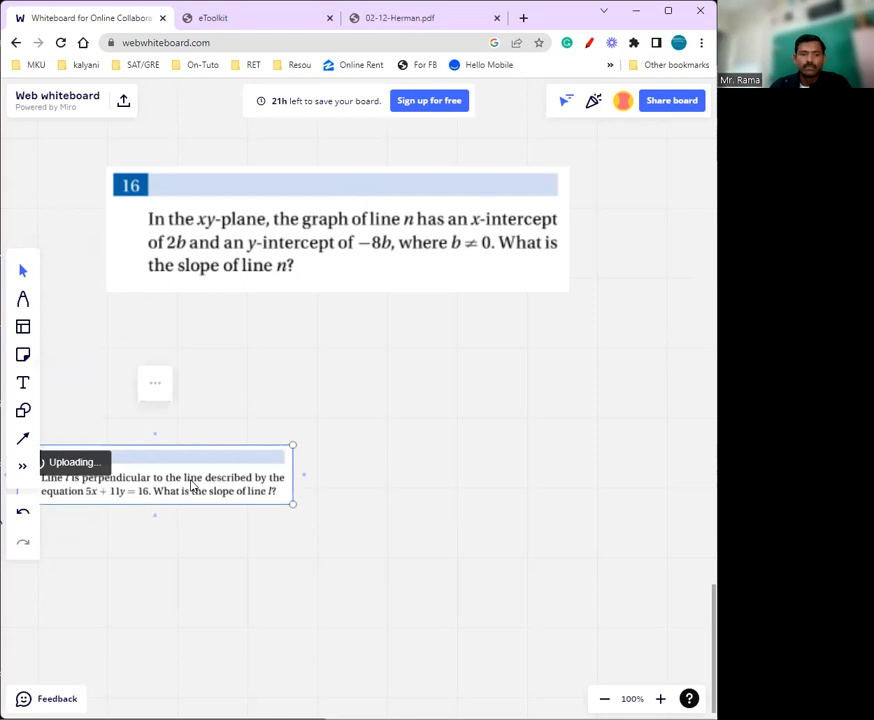 Whiteboard for Online Collabora
eToolkit
02-12-Herman.pdf
webwhiteboard.com
MKU
kalyani
SAT/GRE
On-Tuto
RET
Resou
Online Rent
For FB
Hello Mobile
»
Other bookmarks
Mr. Rama
Web whiteboard
Powered by Miro
21h left to save your board.
Sign up for free
Share board
16
In the xy-plane, the graph of line n has an x-intercept
of 2b and an y-intercept of −8b, where b ≠ 0. What is
the slope of line n?
Uploading...
Line l is perpendicular to the line described by the
equation 5x + 11y = 16. What is the slope of line l?
Feedback
100%